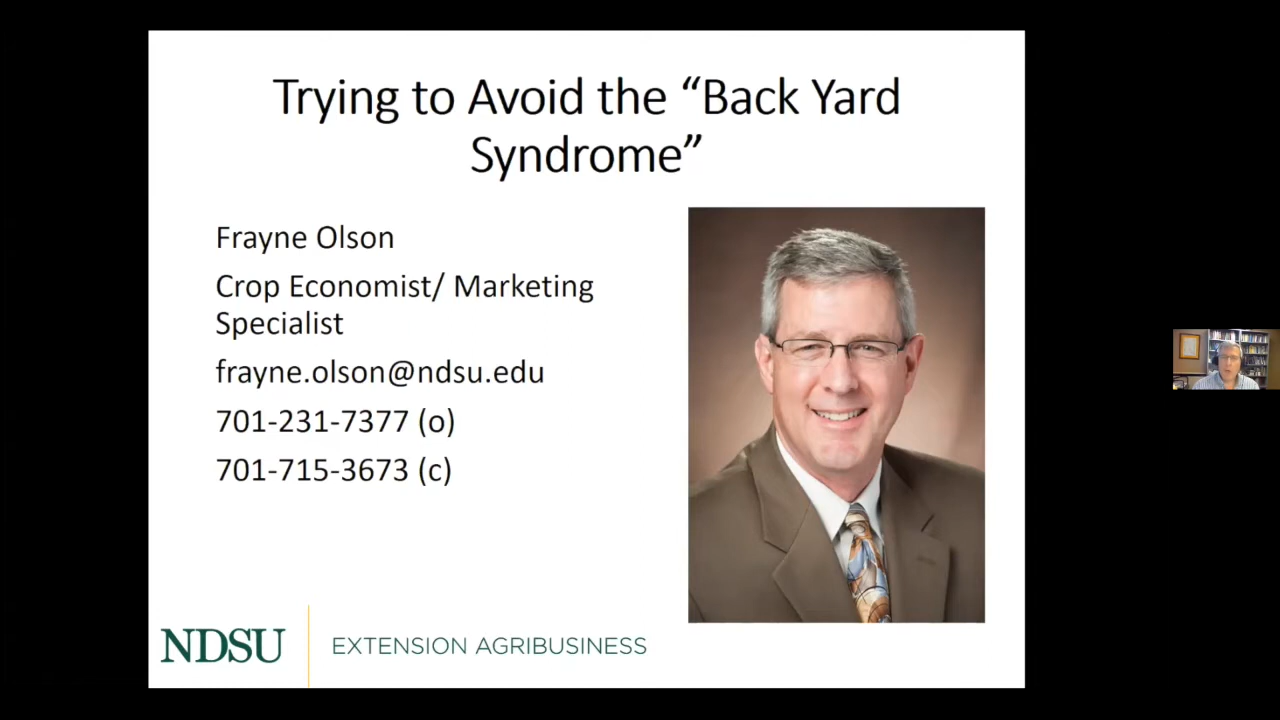 Trying to Avoid the “Back Yard
Syndrome”
Frayne Olson
Crop Economist/ Marketing
Specialist
frayne.olson@ndsu.edu
701-231-7377 (o)
701-715-3673 (c)
NDSU EXTENSION AGRIBUSINESS